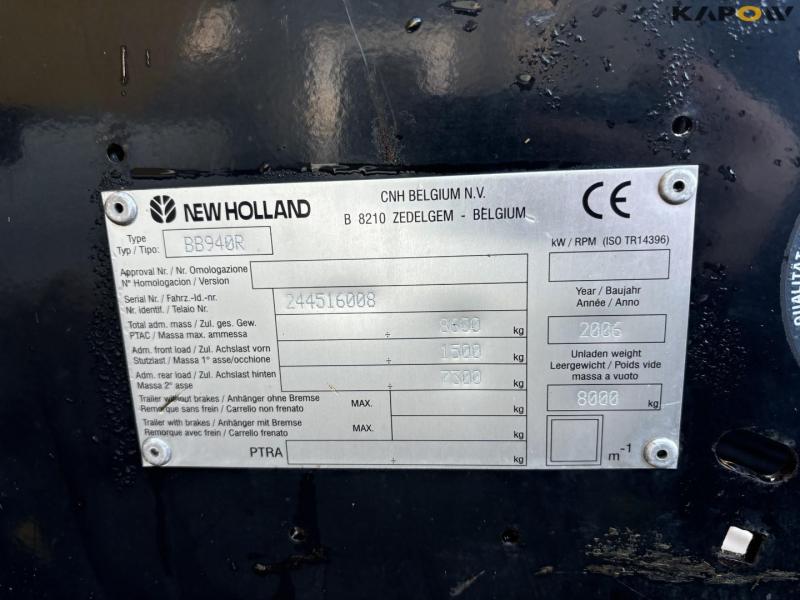 KAPOW
NEW HOLLAND
CNH BELGIUM N.V.
B 8210 ZEDELGEM - BELGIUM
CE
Type
Typ / Tipo:
BB940R
kW / RPM (ISO TR14396)
Approval Nr. / Nr. Omologazione
N° Homologacion / Version
Serial Nr. / Fahrz.-Id.-nr.
Nr. identif. / Telaio Nr.
244516008
Year / Baujahr
Année / Anno
2006
Total adm. mass / Zul. ges. Gew.
PTAC / Massa max. ammessa
8650 kg
Adm. front load / Zul. Achslast vorn
Stutzlast / Massa 1° asse/occhione
1500 kg
Unladen weight
Leergewicht / Poids vide
massa a vuoto
8000 kg
Adm. rear load / Zul. Achslast hinten
Massa 2° asse
7300 kg
Trailer without brakes / Anhänger ohne Bremse
Remorque sans frein / Carrello non frenato
MAX. kg
Trailer with brakes / Anhänger mit Bremse
Remorque avec frein / Carrello frenato
MAX. kg
PTRA ÷ kg
m-1
QUALITÄT